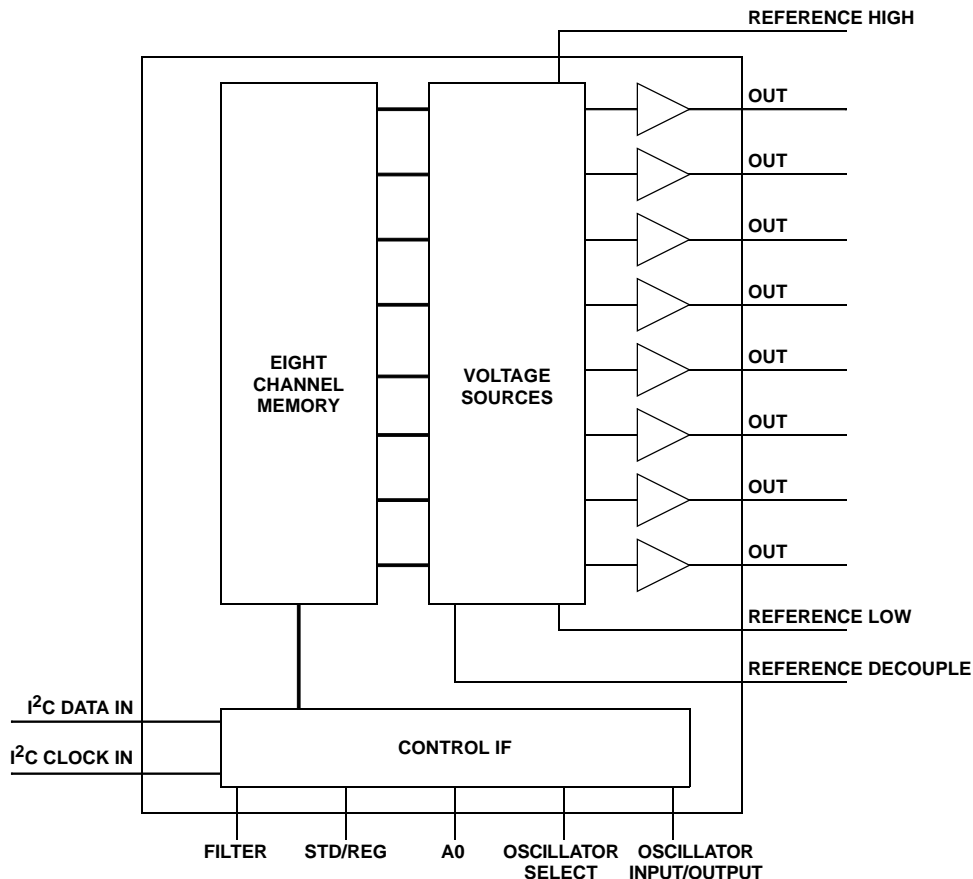 REFERENCE HIGH
OUT
OUT
OUT
OUT
EIGHT
CHANNEL
MEMORY
VOLTAGE
SOURCES
OUT
OUT
OUT
OUT
REFERENCE LOW
REFERENCE DECOUPLE
I²C DATA IN
I²C CLOCK IN
CONTROL IF
FILTER
STD/REG
A0
OSCILLATOR
SELECT
OSCILLATOR
INPUT/OUTPUT